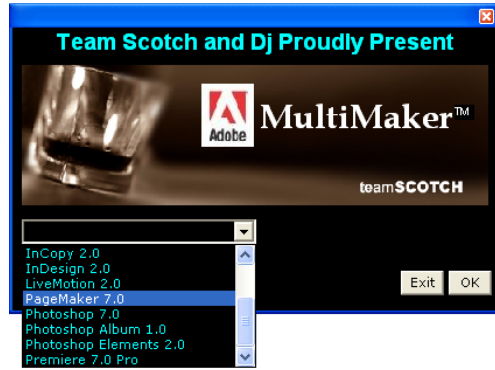 Team Scotch and Dj Proudly Present
Adobe
MultiMaker™
teamSCOTCH
InCopy 2.0
InDesign 2.0
LiveMotion 2.0
PageMaker 7.0
Photoshop 7.0
Photoshop Album 1.0
Photoshop Elements 2.0
Premiere 7.0 Pro
Exit
OK